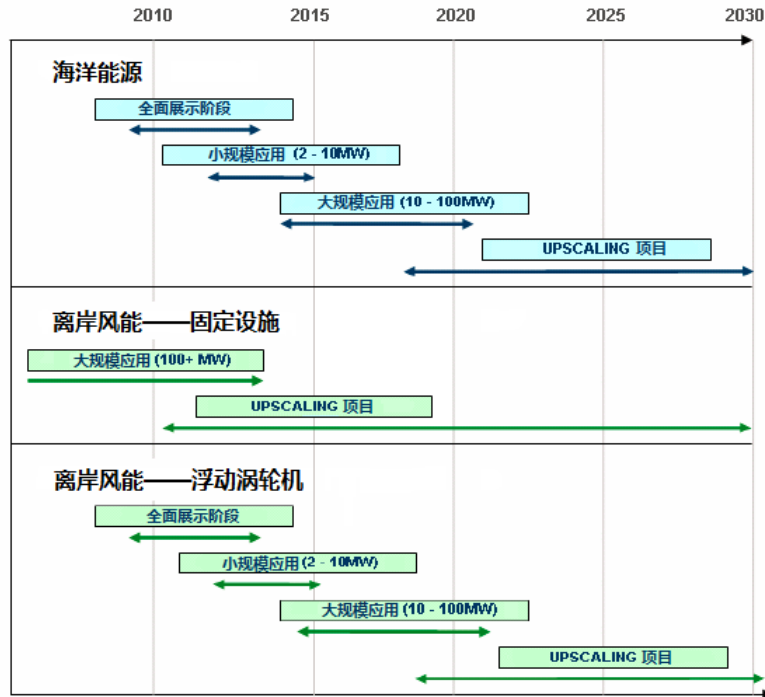 2010 2015 2020 2025 2030
海洋能源
全面展示阶段
小规模应用 (2 - 10MW)
大规模应用 (10 - 100MW)
UPSCALING 项目
离岸风能——固定设施
大规模应用 (100+ MW)
UPSCALING 项目
离岸风能——浮动涡轮机
全面展示阶段
小规模应用 (2 - 10MW)
大规模应用 (10 - 100MW)
UPSCALING 项目